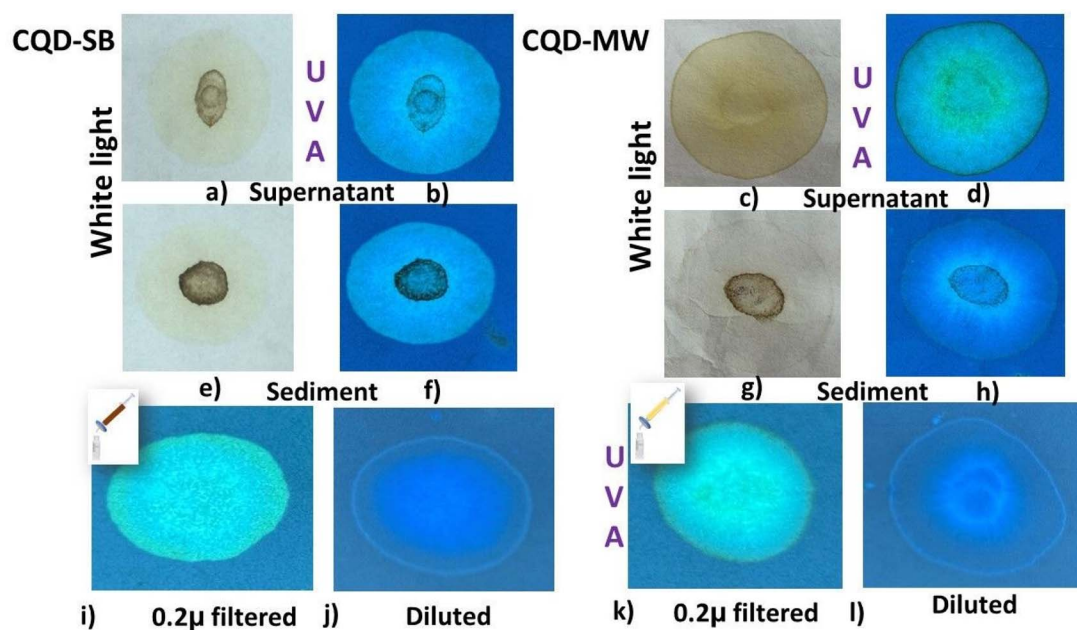 CQD-SB
CQD-MW
White light
U
V
A
White light
U
V
A
a) Supernatant b)
c) Supernatant d)
e) Sediment f)
g) Sediment h)
U
V
A
i) 0.2µ filtered
j) Diluted
k) 0.2µ filtered
l) Diluted